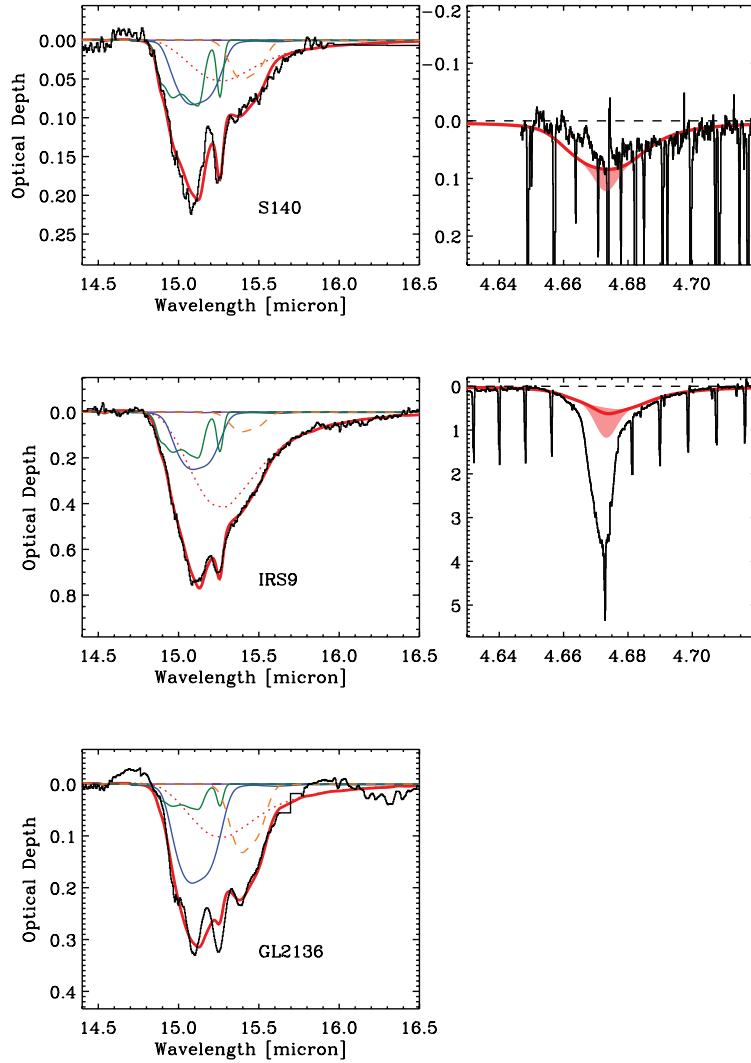 0.00
0.05
0.10
0.15
0.20
0.25
Optical Depth
S140
14.5 15.0 15.5 16.0 16.5
Wavelength [micron]
-0.2
-0.1
0.0
0.1
0.2
4.64 4.66 4.68 4.70
0.0
0.2
0.4
0.6
0.8
Optical Depth
IRS9
14.5 15.0 15.5 16.0 16.5
Wavelength [micron]
0
1
2
3
4
5
4.64 4.66 4.68 4.70
0.0
0.1
0.2
0.3
0.4
Optical Depth
GL2136
14.5 15.0 15.5 16.0 16.5
Wavelength [micron]